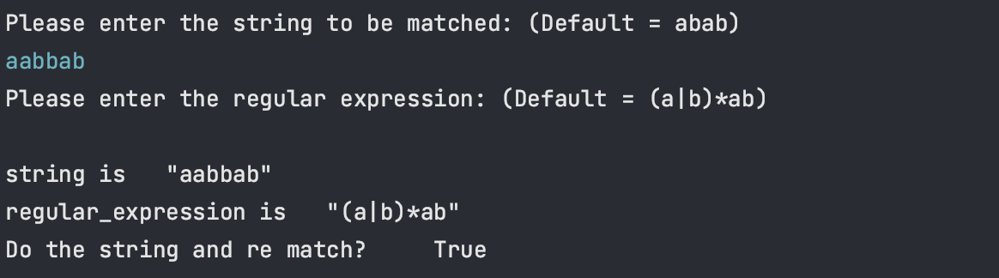 Please enter the string to be matched: (Default = abab)
aabbab
Please enter the regular expression: (Default = (a|b)*ab)
string is   "aabbab"
regular_expression is   "(a|b)*ab"
Do the string and re match?     True